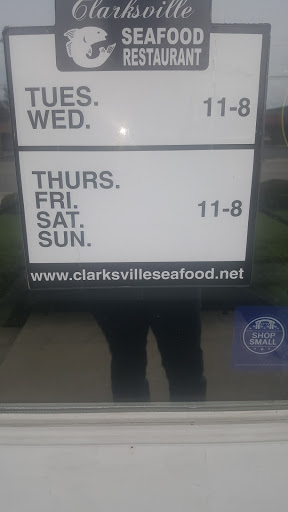 Clarksville
SEAFOOD
RESTAURANT
TUES.
WED.
11-8
THURS.
FRI.
SAT.
SUN.
11-8
www.clarksvilleseafood.net
SHOP
SMALL